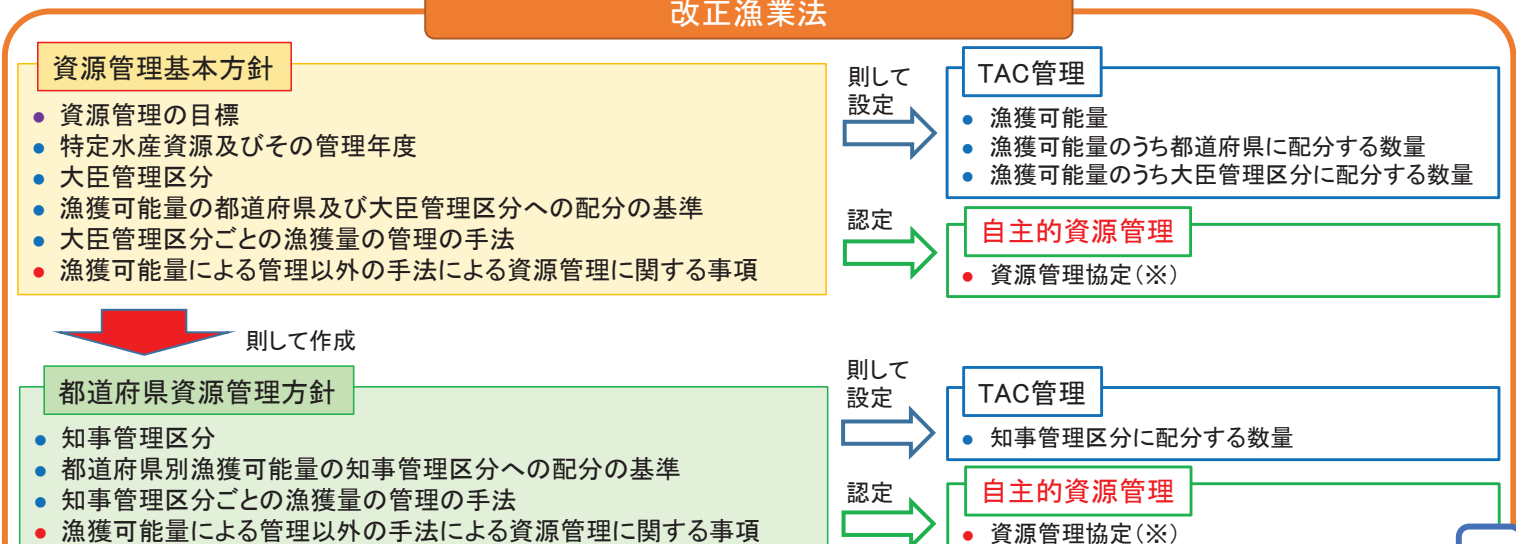 改正漁業法
資源管理基本方針
● 資源管理の目標
● 特定水産資源及びその管理年度
● 大臣管理区分
● 漁獲可能量の都道府県及び大臣管理区分への配分の基準
● 大臣管理区分ごとの漁獲量の管理の手法
● 漁獲可能量による管理以外の手法による資源管理に関する事項
則して
設定
TAC管理
● 漁獲可能量
● 漁獲可能量のうち都道府県に配分する数量
● 漁獲可能量のうち大臣管理区分に配分する数量
認定
自主的資源管理
● 資源管理協定(※)
則して作成
都道府県資源管理方針
● 知事管理区分
● 都道府県別漁獲可能量の知事管理区分への配分の基準
● 知事管理区分ごとの漁獲量の管理の手法
● 漁獲可能量による管理以外の手法による資源管理に関する事項
則して
設定
TAC管理
● 知事管理区分に配分する数量
認定
自主的資源管理
● 資源管理協定(※)